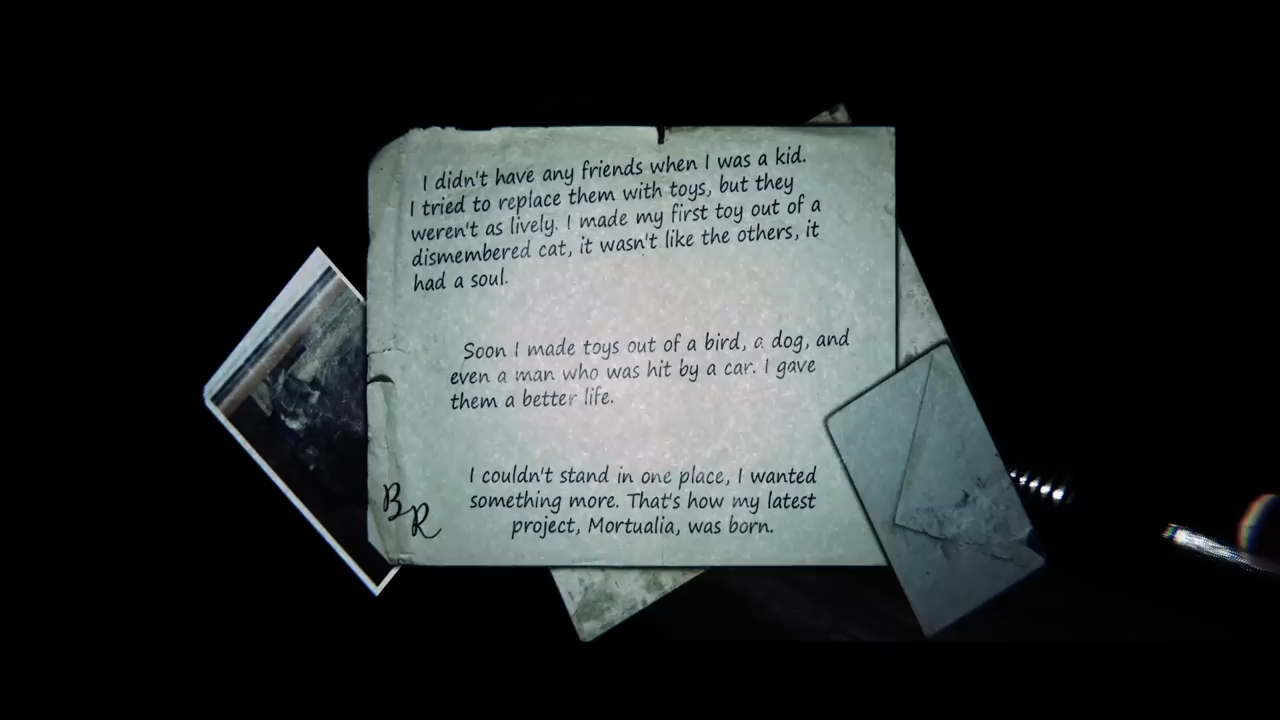 I didn't have any friends when I was a kid.
I tried to replace them with toys, but they
weren't as lively. I made my first toy out of a
dismembered cat, it wasn't like the others, it
had a soul.
Soon I made toys out of a bird, a dog, and
even a man who was hit by a car. I gave
them a better life.
I couldn't stand in one place, I wanted
something more. That's how my latest
project, Mortualia, was born.
BR